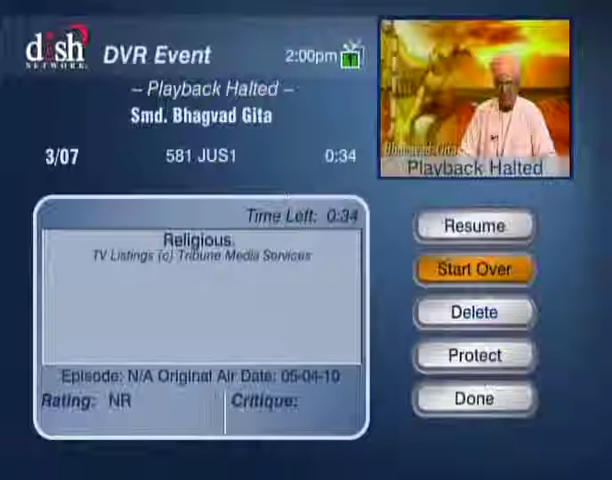 dish
NETWORK.
DVR Event
2:00pm
– Playback Halted –
Smd. Bhagvad Gita
3/07 581 JUS1 0:34
Bhagavad Gita
Playback Halted
Time Left: 0:34
Religious.
TV Listings (c) Tribune Media Services
Episode: N/A Original Air Date: 05-04-10
Rating: NR Critique:
Resume
Start Over
Delete
Protect
Done